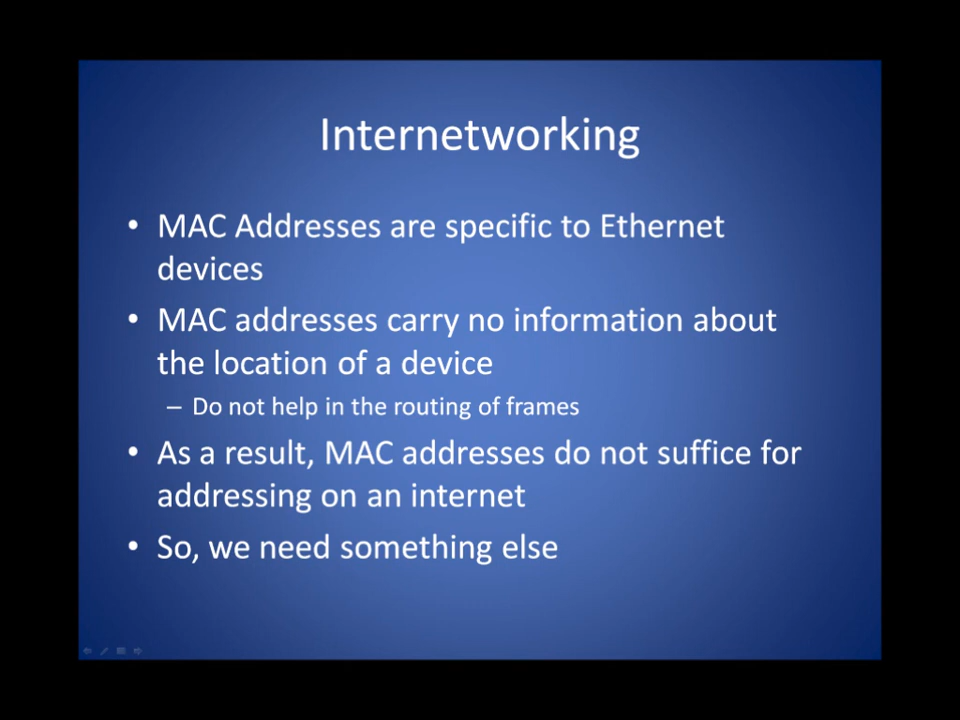 Internetworking
• MAC Addresses are specific to Ethernet
devices
• MAC addresses carry no information about
the location of a device
– Do not help in the routing of frames
• As a result, MAC addresses do not suffice for
addressing on an internet
• So, we need something else